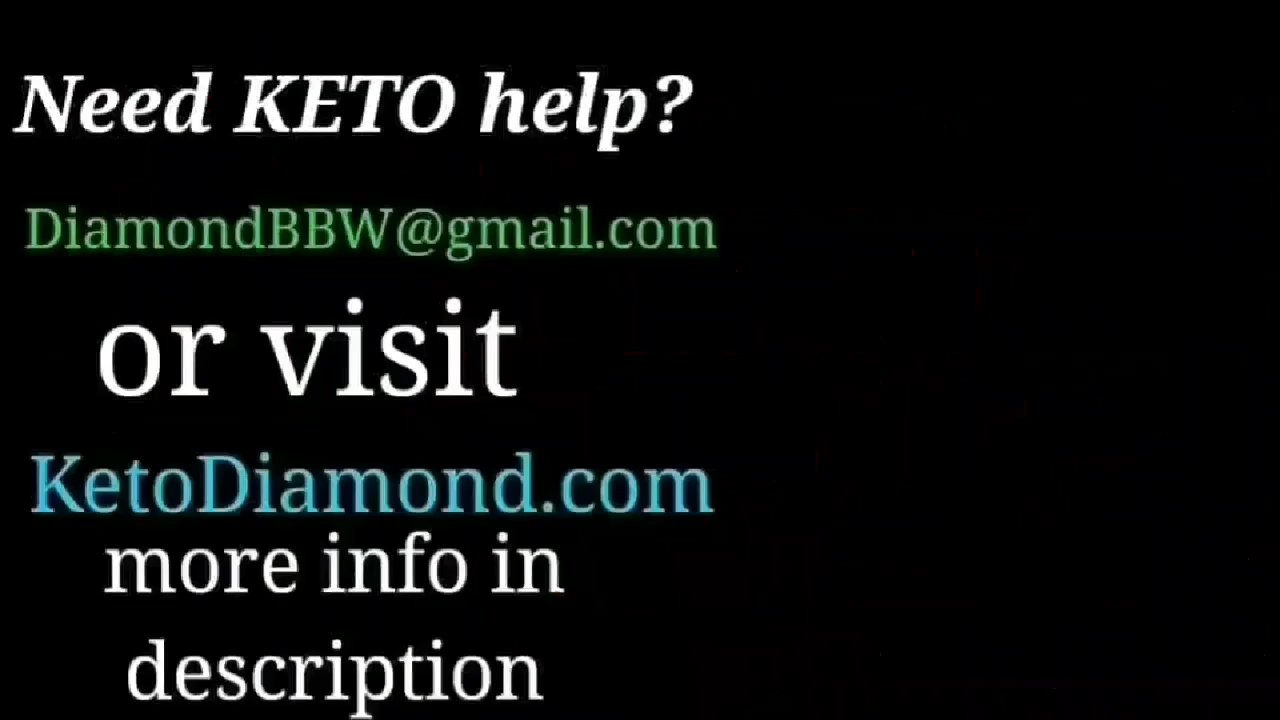 Need KETO help?
DiamondBBW@gmail.com
or visit
KetoDiamond.com
more info in
description